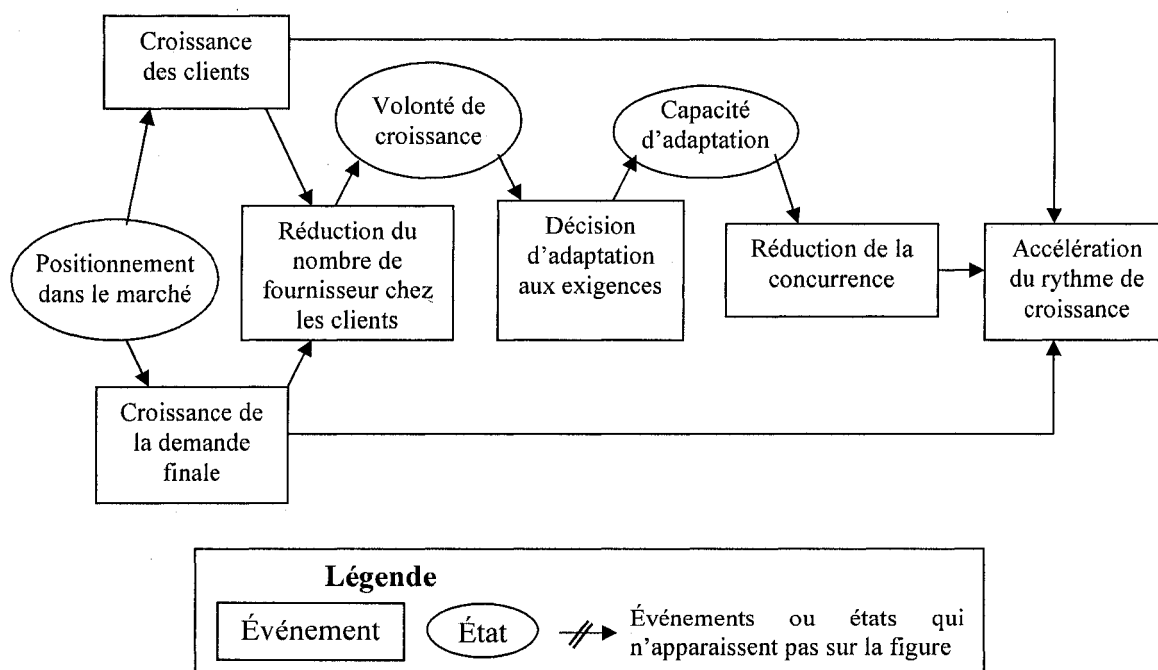 Croissance
des clients
Volonté de
croissance
Capacité
d'adaptation
Positionnement
dans le marché
Réduction du
nombre de
fournisseur chez
les clients
Décision
d'adaptation
aux exigences
Réduction de la
concurrence
Accélération
du rythme de
croissance
Croissance de
la demande
finale
Légende
Événement
État
Événements ou états qui
n'apparaissent pas sur la figure